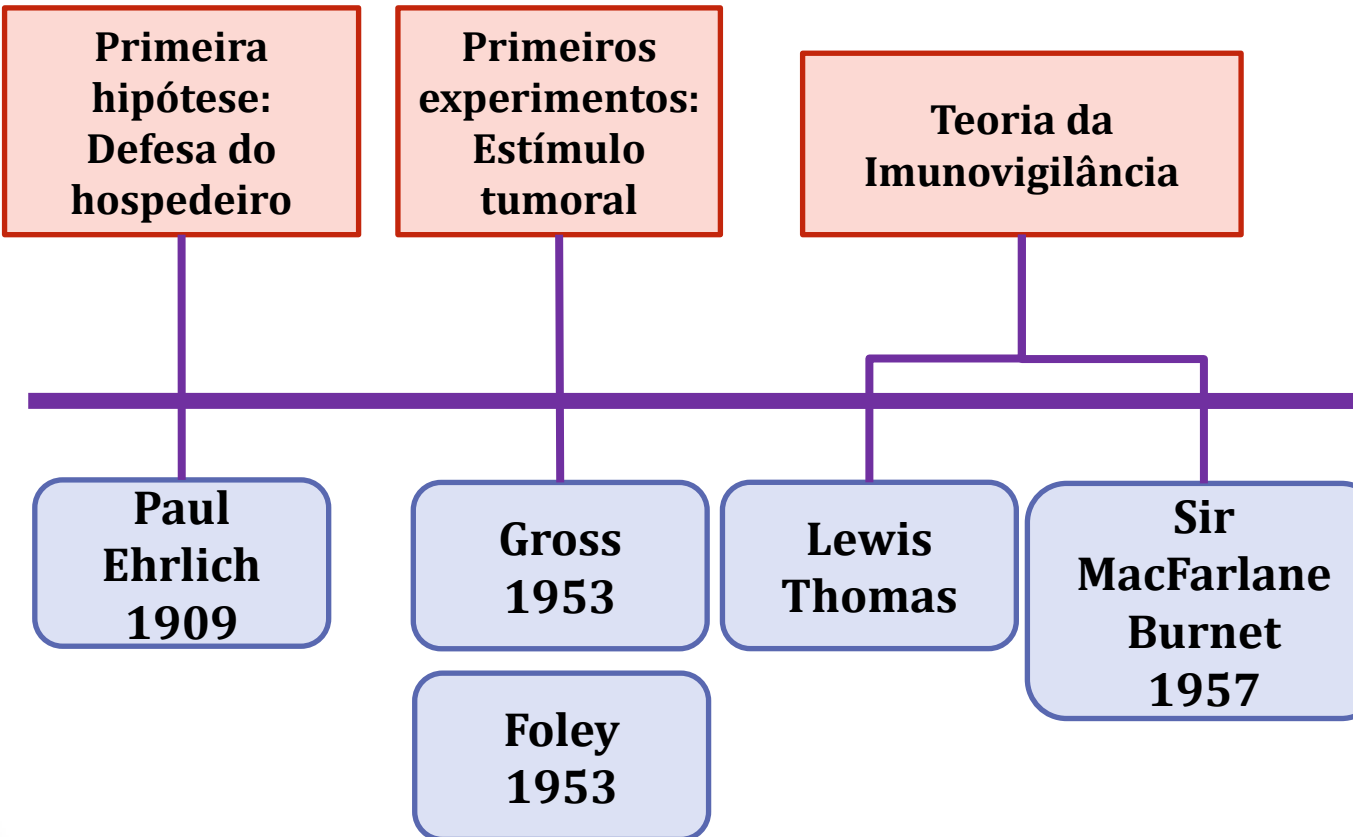 Primeira
hipótese:
Defesa do
hospedeiro
Primeiros
experimentos:
Estímulo
tumoral
Teoria da
Imunovigilância
Paul
Ehrlich
1909
Gross
1953
Foley
1953
Lewis
Thomas
Sir
MacFarlane
Burnet
1957